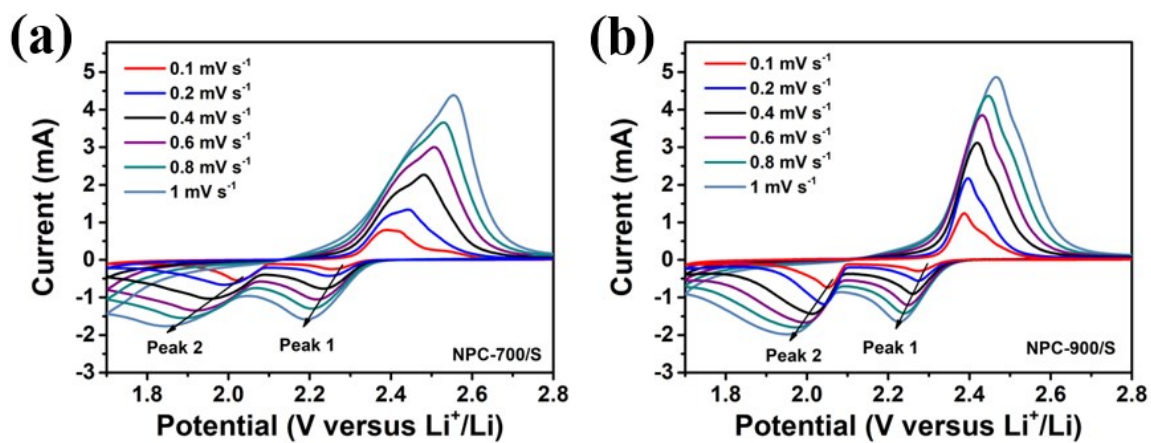 (a)
Current (mA)
5
4
3
2
1
0
-1
-2
-3
0.1 mV s⁻¹
0.2 mV s⁻¹
0.4 mV s⁻¹
0.6 mV s⁻¹
0.8 mV s⁻¹
1 mV s⁻¹
Peak 2
Peak 1
NPC-700/S
1.8 2.0 2.2 2.4 2.6 2.8
Potential (V versus Li⁺/Li)
(b)
Current (mA)
5
4
3
2
1
0
-1
-2
-3
0.1 mV s⁻¹
0.2 mV s⁻¹
0.4 mV s⁻¹
0.6 mV s⁻¹
0.8 mV s⁻¹
1 mV s⁻¹
Peak 2
Peak 1
NPC-900/S
1.8 2.0 2.2 2.4 2.6 2.8
Potential (V versus Li⁺/Li)